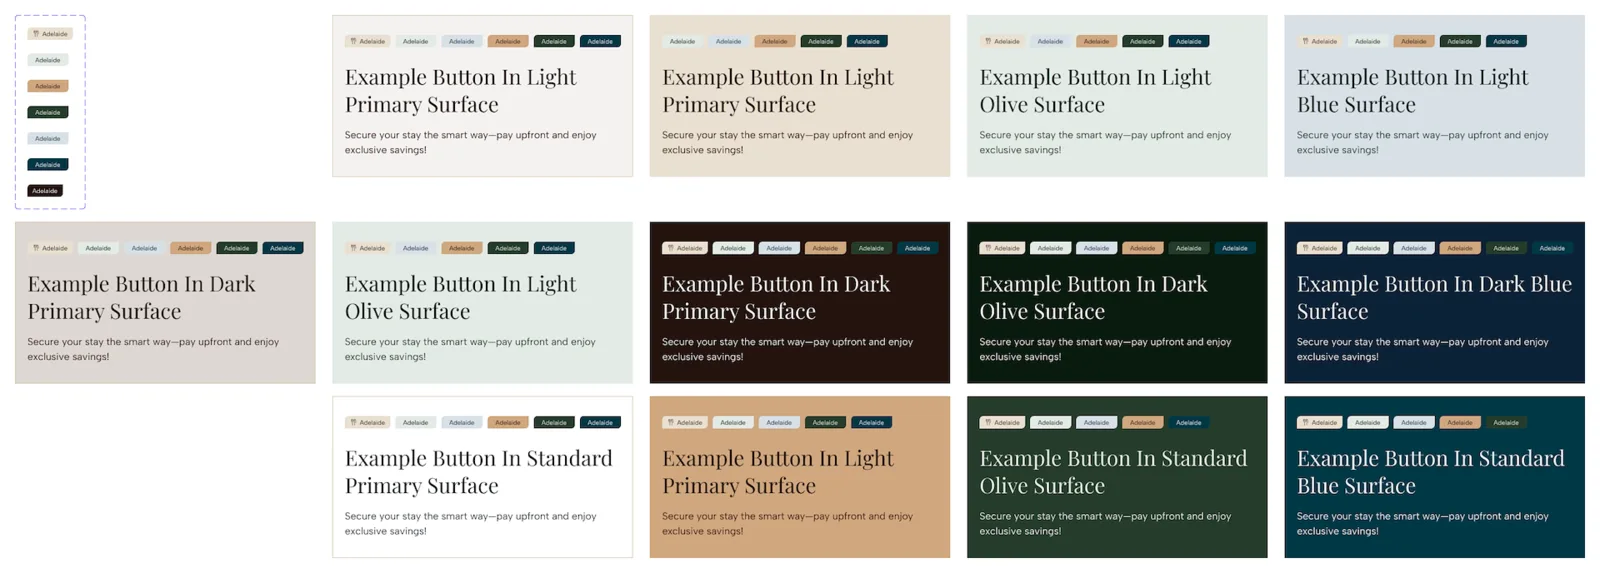 Adelaide
Adelaide
Adelaide
Adelaide
Adelaide
Adelaide
Adelaide
Adelaide Adelaide Adelaide Adelaide Adelaide Adelaide
Example Button In Light
Primary Surface
Secure your stay the smart way—pay upfront and enjoy
exclusive savings!
Adelaide Adelaide Adelaide Adelaide Adelaide
Example Button In Light
Primary Surface
Secure your stay the smart way—pay upfront and enjoy
exclusive savings!
Adelaide Adelaide Adelaide Adelaide Adelaide
Example Button In Light
Olive Surface
Secure your stay the smart way—pay upfront and enjoy
exclusive savings!
Adelaide Adelaide Adelaide Adelaide Adelaide
Example Button In Light
Blue Surface
Secure your stay the smart way—pay upfront and enjoy
exclusive savings!
Adelaide Adelaide Adelaide Adelaide Adelaide Adelaide
Example Button In Dark
Primary Surface
Secure your stay the smart way—pay upfront and enjoy
exclusive savings!
Adelaide Adelaide Adelaide Adelaide Adelaide
Example Button In Light
Olive Surface
Secure your stay the smart way—pay upfront and enjoy
exclusive savings!
Adelaide Adelaide Adelaide Adelaide Adelaide Adelaide
Example Button In Dark
Primary Surface
Secure your stay the smart way—pay upfront and enjoy
exclusive savings!
Adelaide Adelaide Adelaide Adelaide Adelaide Adelaide
Example Button In Dark
Olive Surface
Secure your stay the smart way—pay upfront and enjoy
exclusive savings!
Adelaide Adelaide Adelaide Adelaide Adelaide Adelaide
Example Button In Dark Blue
Surface
Secure your stay the smart way—pay upfront and enjoy
exclusive savings!
Adelaide Adelaide Adelaide Adelaide Adelaide Adelaide
Example Button In Standard
Primary Surface
Secure your stay the smart way—pay upfront and enjoy
exclusive savings!
Adelaide Adelaide Adelaide Adelaide Adelaide
Example Button In Light
Primary Surface
Secure your stay the smart way—pay upfront and enjoy
exclusive savings!
Adelaide Adelaide Adelaide Adelaide Adelaide
Example Button In Standard
Olive Surface
Secure your stay the smart way—pay upfront and enjoy
exclusive savings!
Adelaide Adelaide Adelaide Adelaide Adelaide
Example Button In Standard
Blue Surface
Secure your stay the smart way—pay upfront and enjoy
exclusive savings!